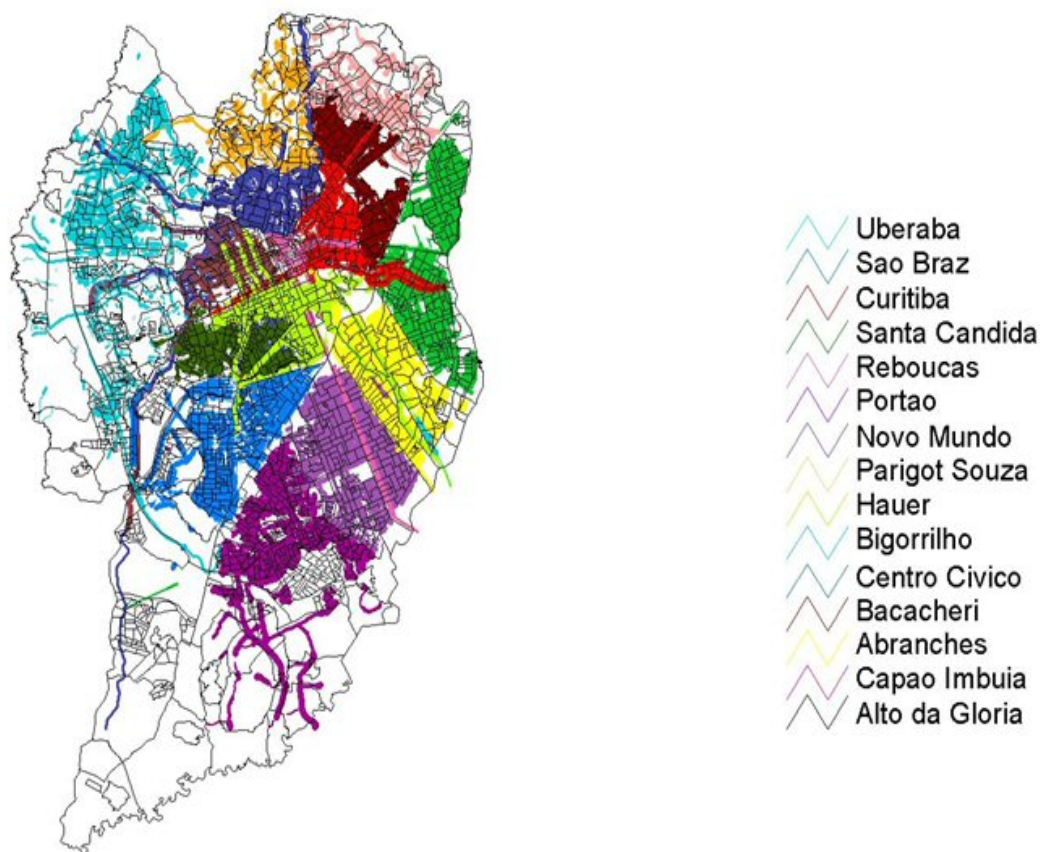 Uberaba
Sao Braz
Curitiba
Santa Candida
Reboucas
Portao
Novo Mundo
Parigot Souza
Hauer
Bigorrilho
Centro Civico
Bacacheri
Abranches
Capao Imbuia
Alto da Gloria